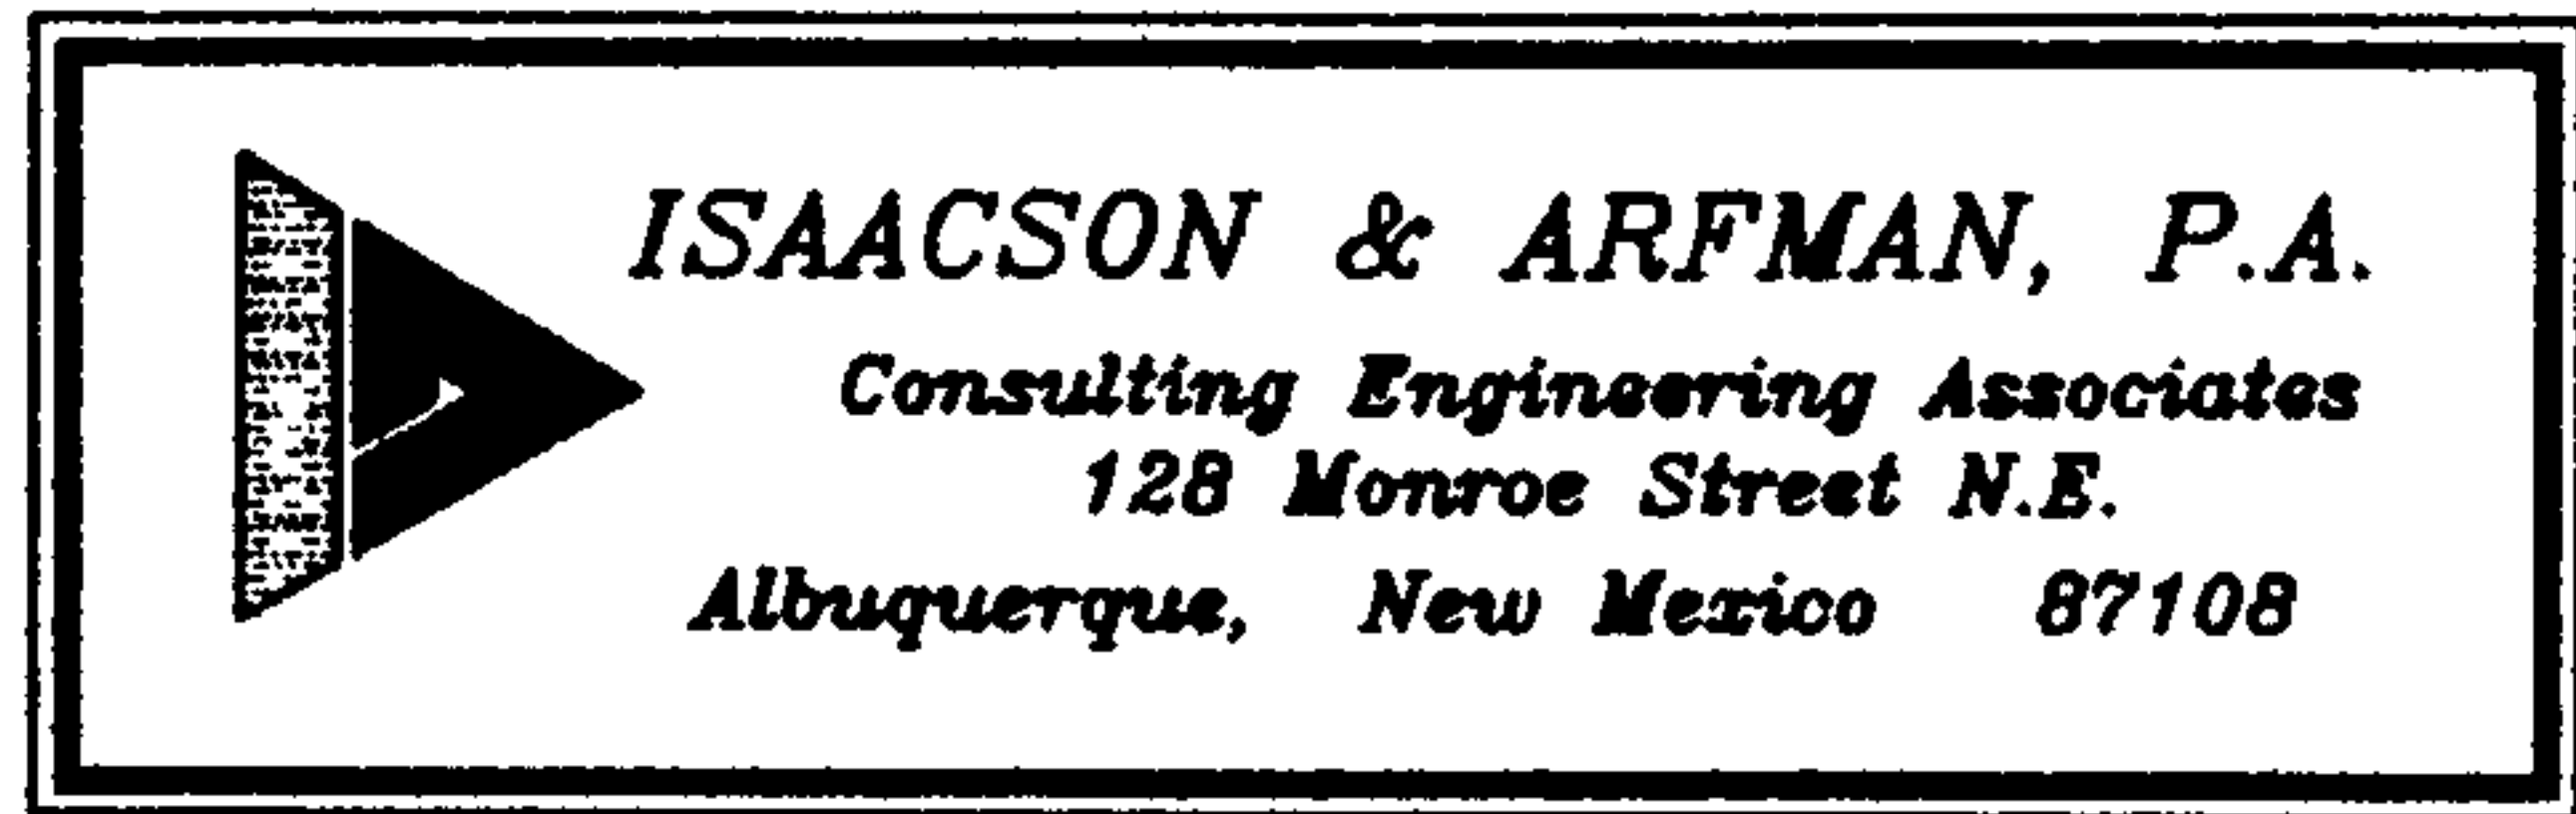 ISAACSON & ARFMAN, P.A.
Consulting Engineering Associates
128 Monroe Street N.E.
Albuquerque, New Mexico 87108